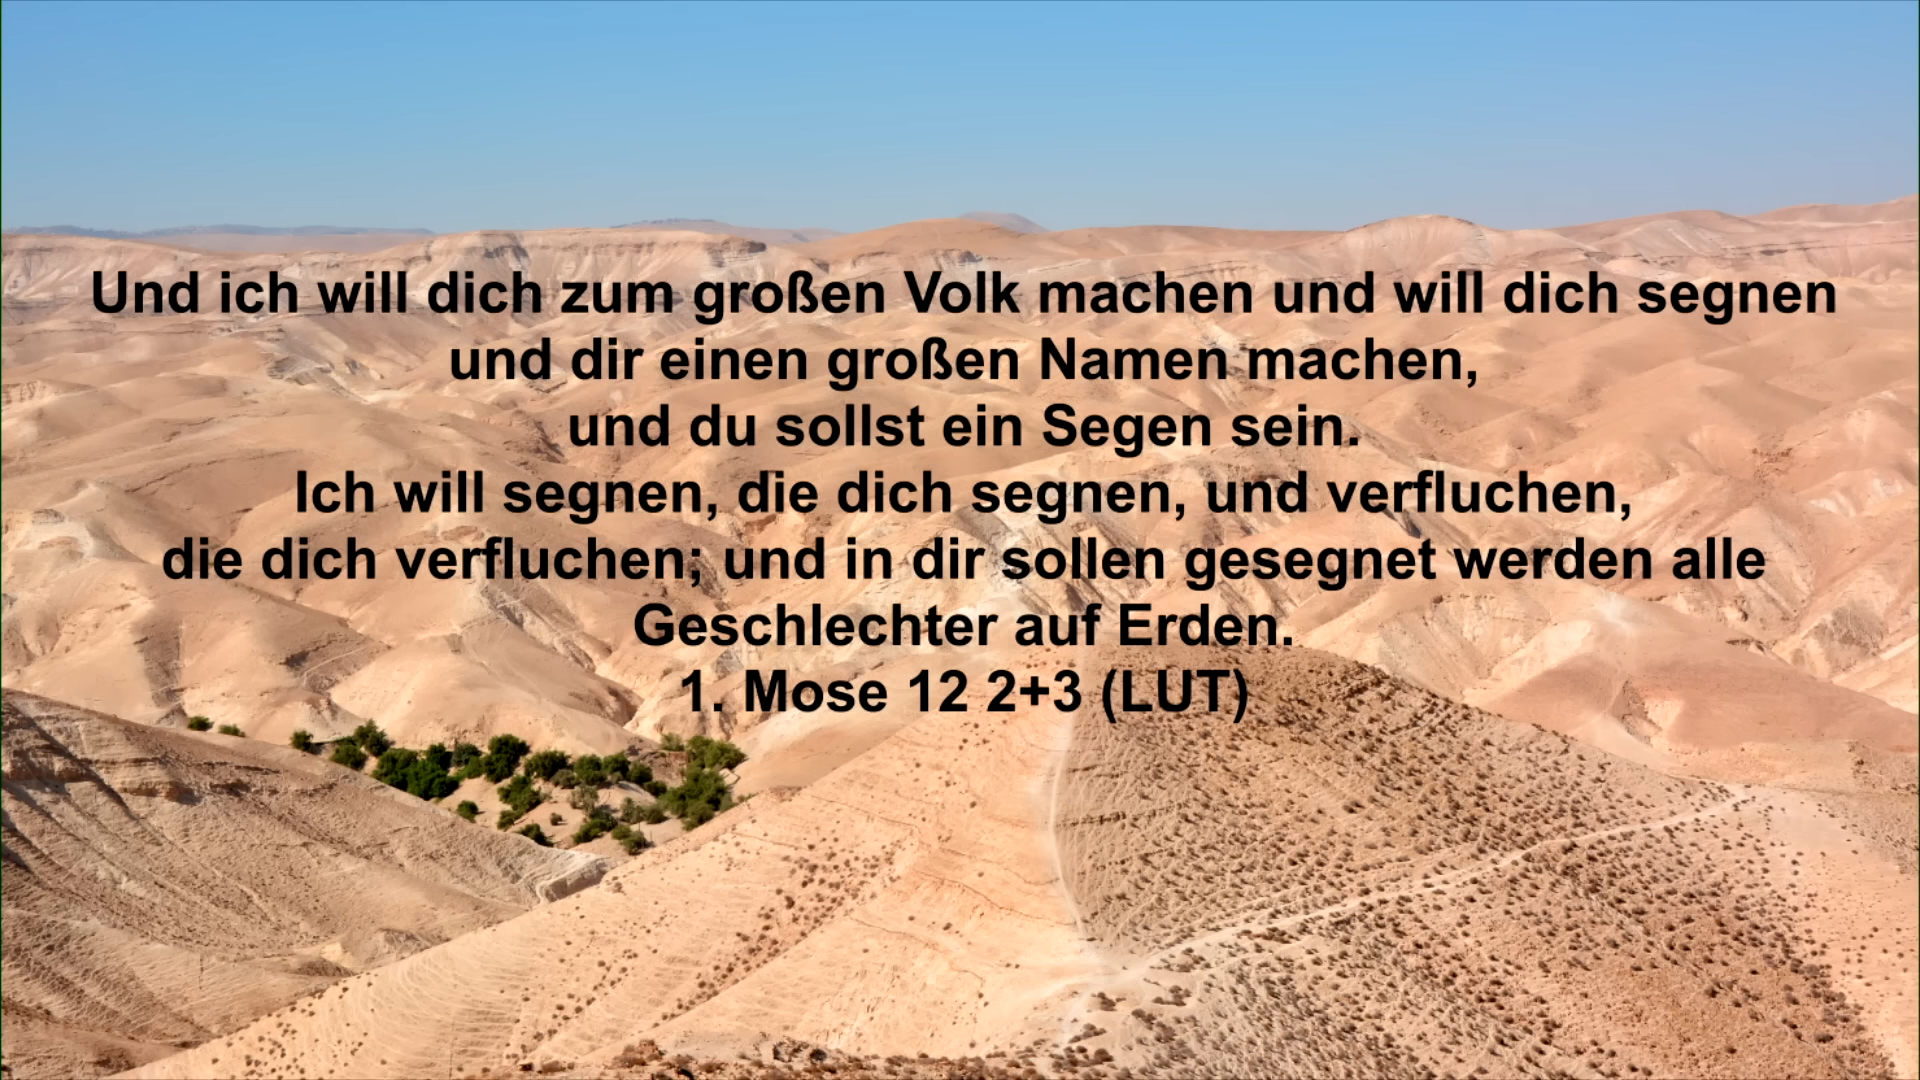 Und ich will dich zum großen Volk machen und will dich segnen
und dir einen großen Namen machen,
und du sollst ein Segen sein.
Ich will segnen, die dich segnen, und verfluchen,
die dich verfluchen; und in dir sollen gesegnet werden alle
Geschlechter auf Erden.
1. Mose 12 2+3 (LUT)